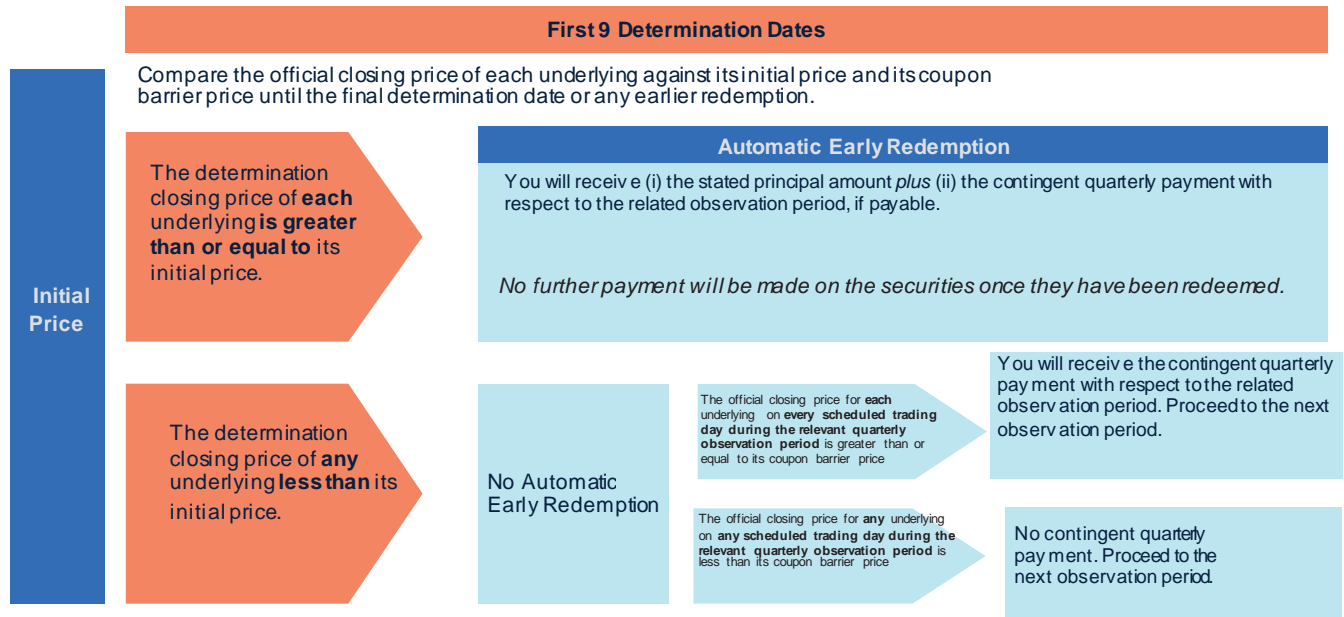 First 9 Determination Dates
Compare the official closing price of each underlying against its initial price and its coupon
barrier price until the final determination date or any earlier redemption.
Initial
Price
The determination
closing price of each
underlying is greater
than or equal to its
initial price.
Automatic Early Redemption
You will receive (i) the stated principal amount plus (ii) the contingent quarterly payment with
respect to the related observation period, if payable.
No further payment will be made on the securities once they have been redeemed.
The determination
closing price of any
underlying less than its
initial price.
No Automatic
Early Redemption
The official closing price for each
underlying on every scheduled trading
day during the relevant quarterly
observation period is greater than or
equal to its coupon barrier price
You will receive the contingent quarterly
payment with respect to the related
observation period. Proceed to the next
observation period.
The official closing price for any underlying
on any scheduled trading day during the
relevant quarterly observation period is
less than its coupon barrier price
No contingent quarterly
payment. Proceed to the
next observation period.